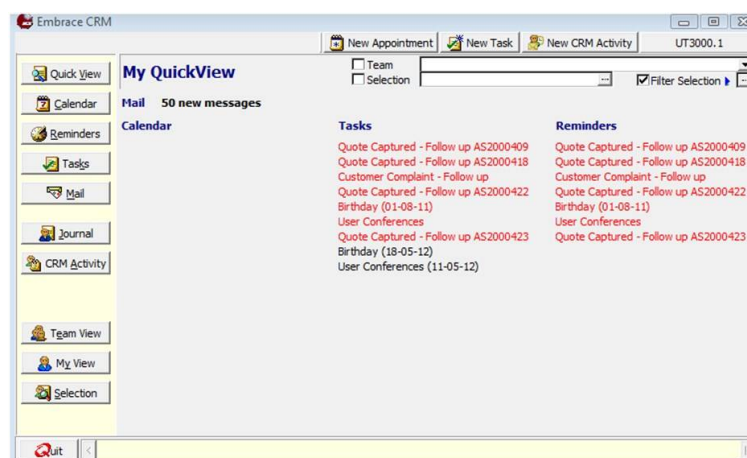 Embrace CRM
New Appointment New Task New CRM Activity UT3000.1
Quick View
My QuickView
Team
Selection ... Filter Selection
Calendar
Mail 50 new messages
Reminders
Calendar Tasks Reminders
Quote Captured - Follow up AS2000409 Quote Captured - Follow up AS2000409
Tasks
Quote Captured - Follow up AS2000418 Quote Captured - Follow up AS2000418
Customer Complaint - Follow up Customer Complaint - Follow up
Mail
Quote Captured - Follow up AS2000422 Quote Captured - Follow up AS2000422
Birthday (01-08-11) Birthday (01-08-11)
User Conferences User Conferences
Journal
Quote Captured - Follow up AS2000423 Quote Captured - Follow up AS2000423
Birthday (18-05-12)
CRM Activity
User Conferences (11-05-12)
Team View
My View
Selection
Quit <